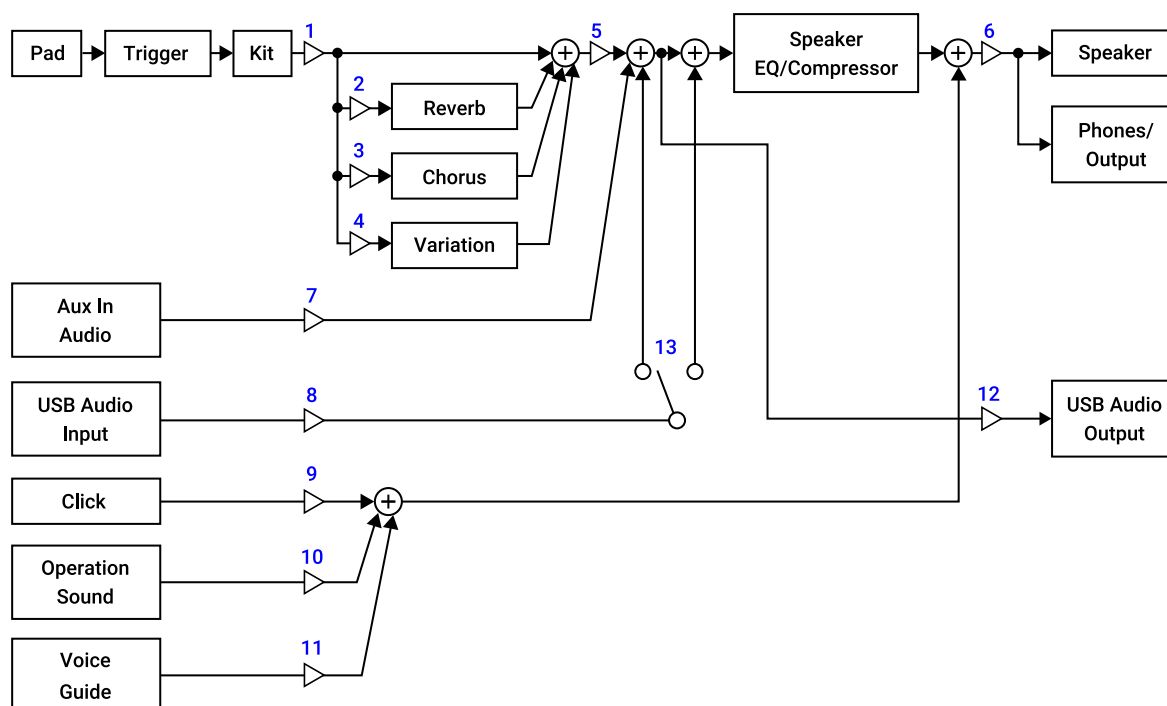 1
5
6
Pad
Trigger
Kit
Speaker
EQ/Compressor
Speaker
2
Reverb
Phones/
Output
3
Chorus
4
Variation
7
Aux In
Audio
13
8
USB Audio
Input
12
USB Audio
Output
9
Click
10
Operation
Sound
11
Voice
Guide